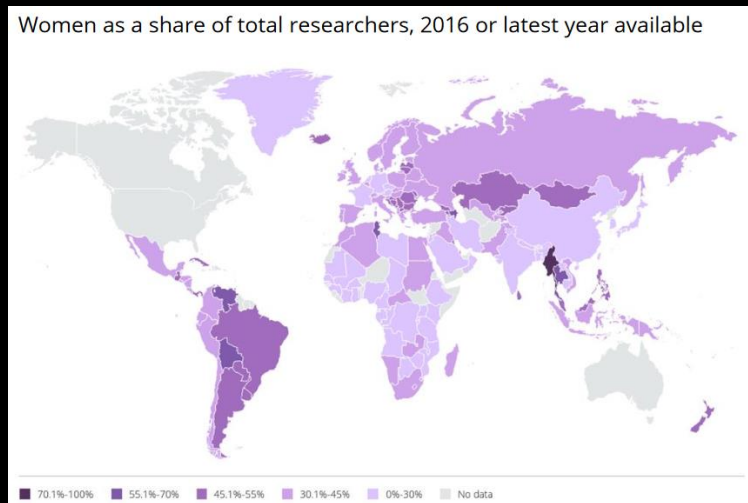 Women as a share of total researchers, 2016 or latest year available
70.1%-100% 55.1%-70% 45.1%-55% 30.1%-45% 0%-30% No data